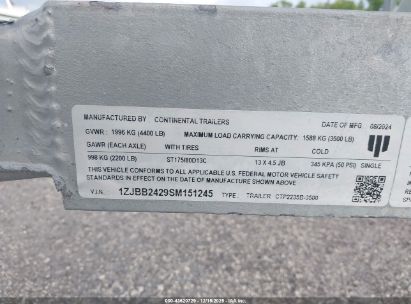 MANUFACTURED BY CONTINENTAL TRAILERS DATE OF MFG 08/2024
GVWR: 1996 KG (4400 LB) MAXIMUM LOAD CARRYING CAPACITY: 1588 KG (3500 LB)
GAWR (EACH AXLE) WITH TIRES RIMS AT COLD
998 KG (2200 LB) ST175/80D13C 13 X 4.5 JB 345 KPA (50 PSI) SINGLE
THIS VEHICLE CONFORMS TO ALL APPLICABLE U.S. FEDERAL MOTOR VEHICLE SAFETY
STANDARDS IN EFFECT ON THE DATE OF MANUFACTURE SHOWN ABOVE
V.I.N. 1ZJBB2429SM151245 TYPE: TRAILER CTP2235B-3500